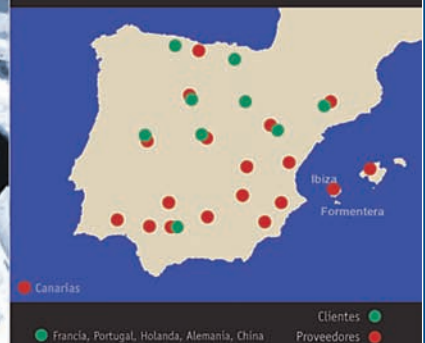 Ibiza
Formentera
Canarias
Clientes
Francia, Portugal, Holanda, Alemania, China
Proveedores